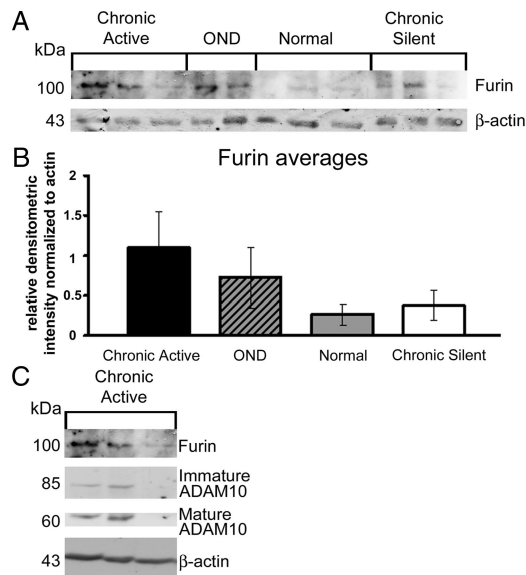 A
Chronic
Active
OND
Normal
Chronic
Silent
kDa
100
Furin
43
β-actin
B
Furin averages
relative densitometric
intensity normalized to actin
2
1.5
1
0.5
0
Chronic Active
OND
Normal
Chronic Silent
C
Chronic
Active
kDa
100
Furin
85
Immature
ADAM10
60
Mature
ADAM10
43
β-actin